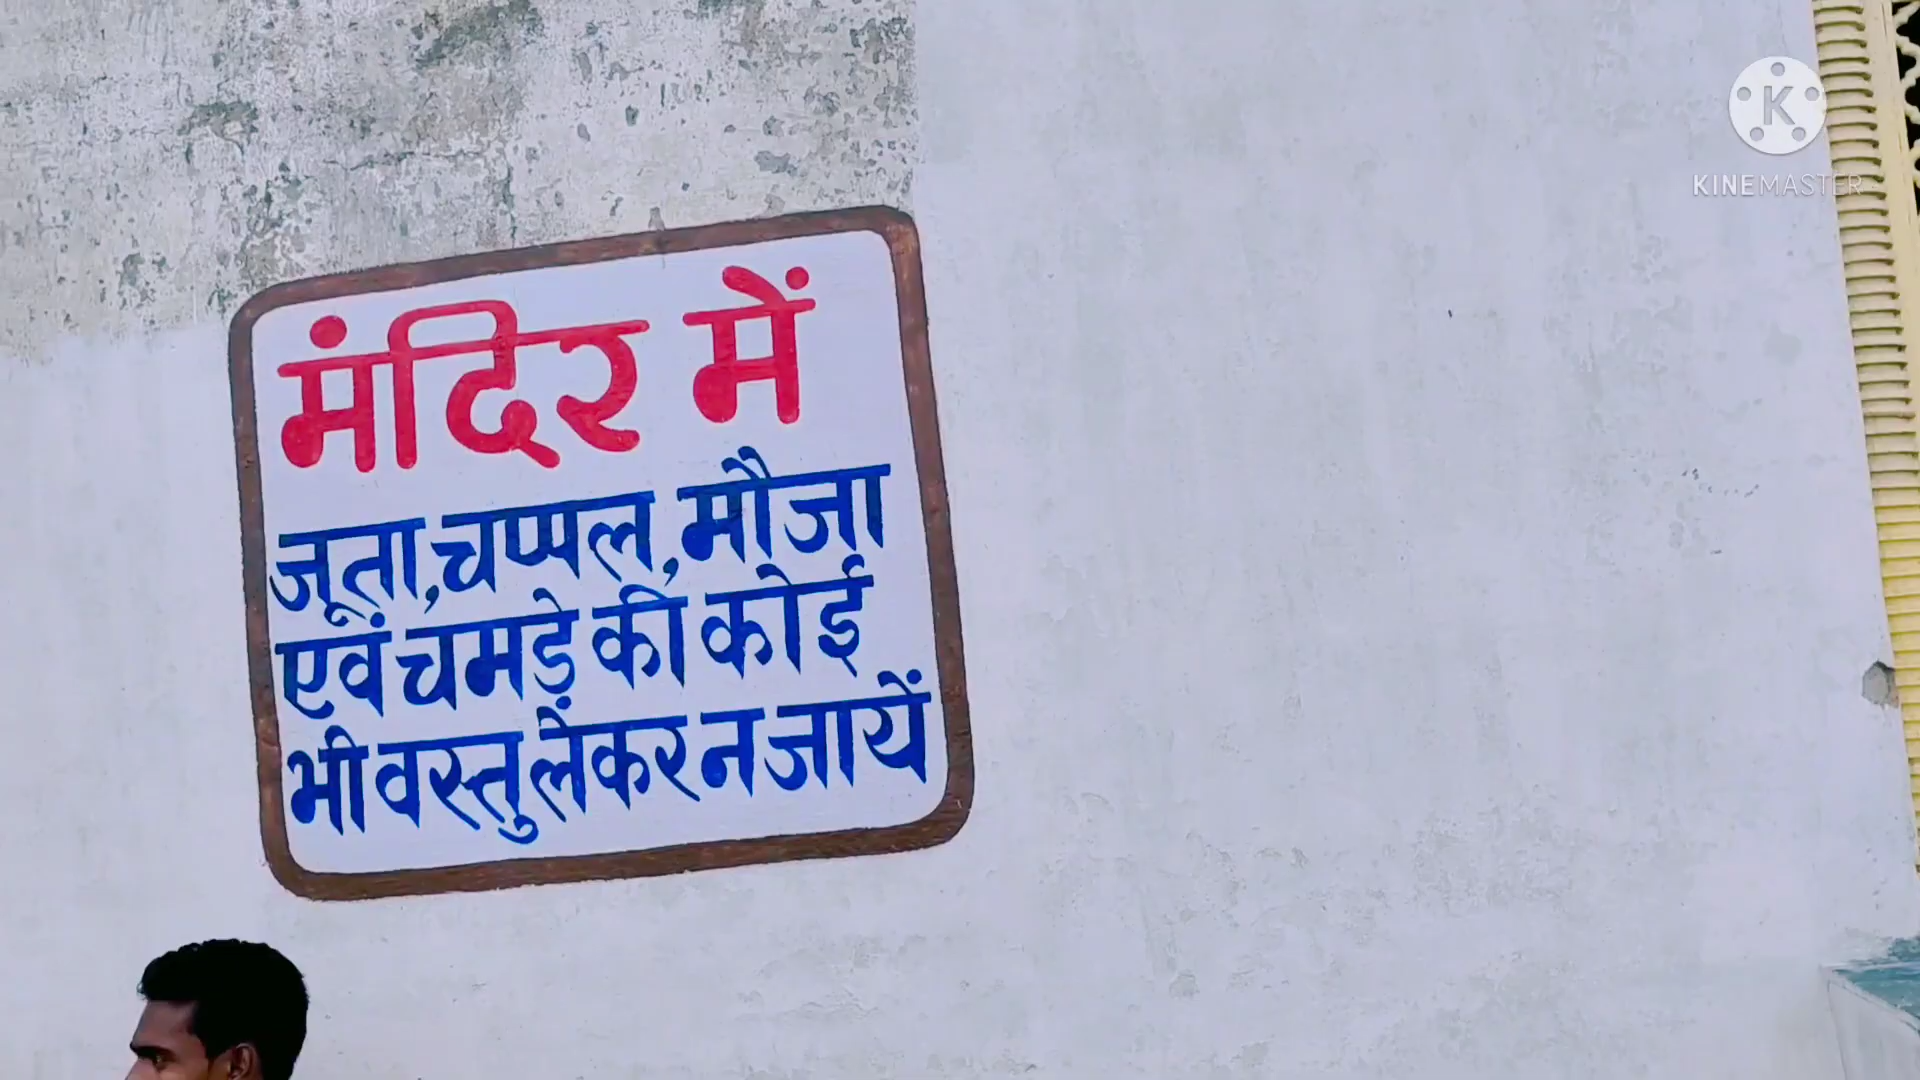 मंदिर में
जूता,चप्पल,मौजा
एवं चमड़े की कोई
भी वस्तु लेकर न जायें
K
KINEMASTER